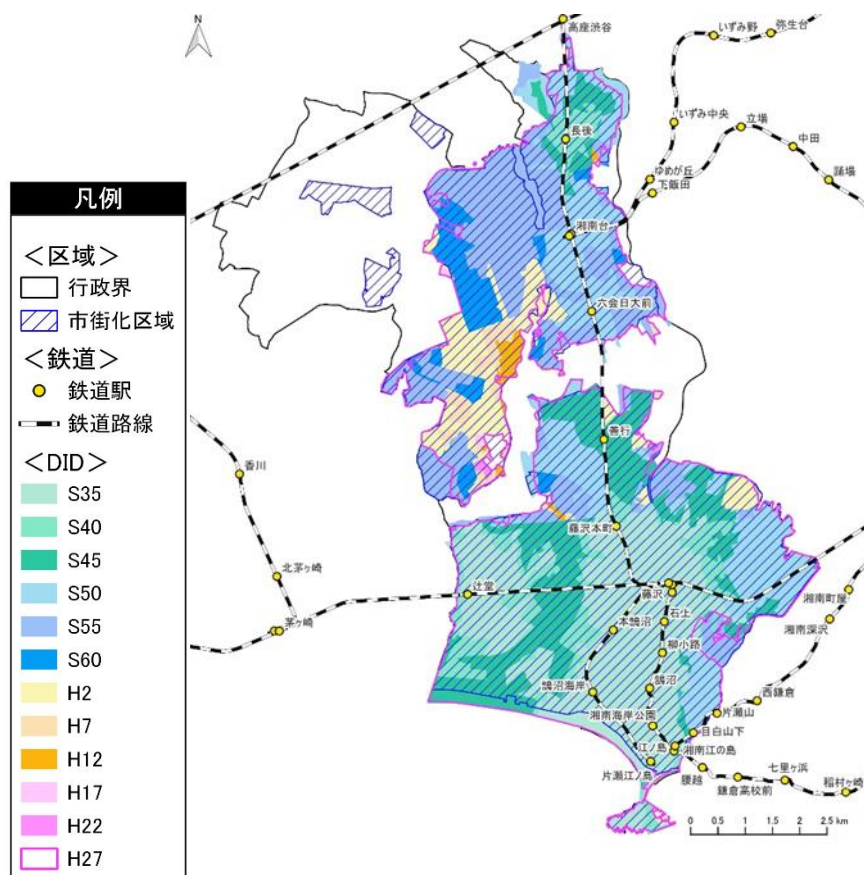 N
高座渋谷
いずみ野
弥生台
長後
いずみ中央
立場
中田
踊場
ゆめが丘
下飯田
凡例
湘南台
＜区域＞
行政界
六会日大前
市街化区域
＜鉄道＞
鉄道駅
鉄道路線
善行
＜DID＞
香川
S35
S40
藤沢本町
S45
北茅ヶ崎
S50
辻堂
藤沢
湘南町屋
S55
茅ヶ崎
石上
本鵠沼
湘南深沢
柳小路
S60
鵠沼
H2
鵠沼海岸
西鎌倉
湘南海岸公園
片瀬山
H7
目白山下
江ノ島
湘南江の島
H12
片瀬江ノ島
腰越
七里ヶ浜
鎌倉高校前
稲村ヶ崎
H17
H22
0 0.5 1 1.5 2 2.5 km
H27